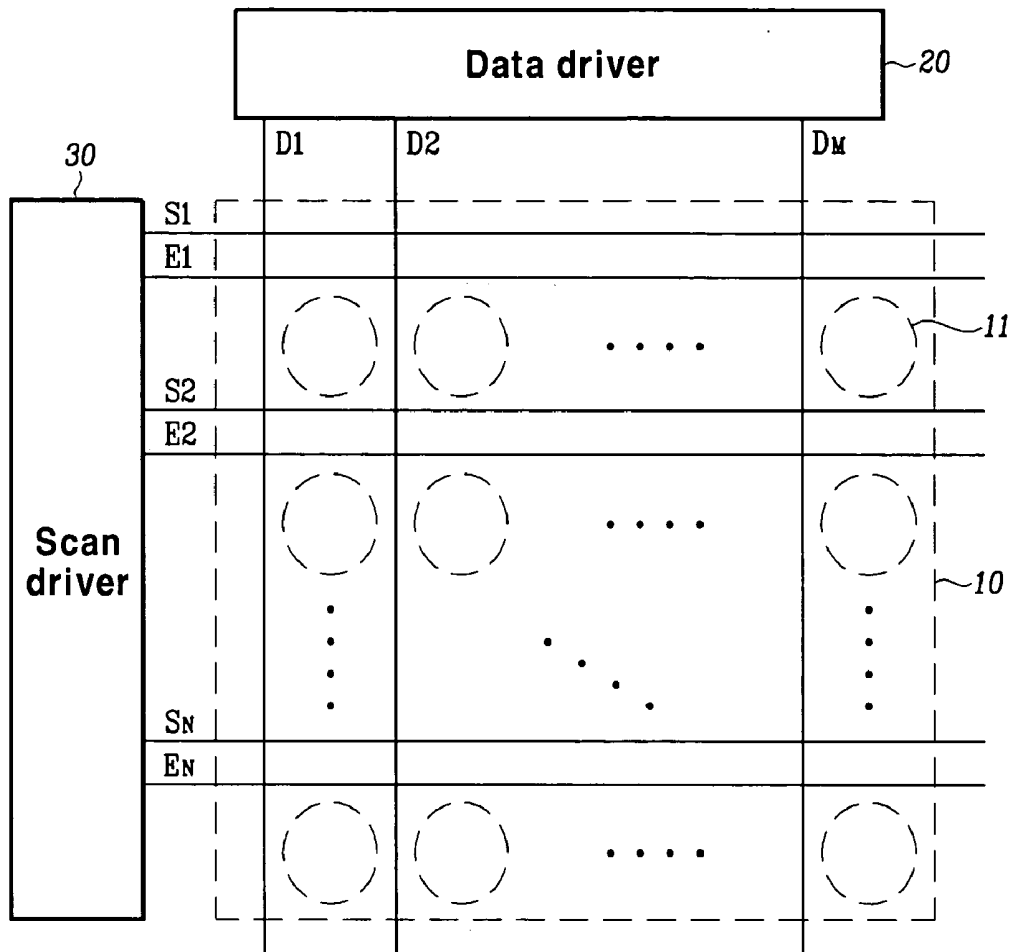 Data driver
20
D1 D2 DM
30
S1
E1
11
S2
E2
Scan
driver
10
SN
EN